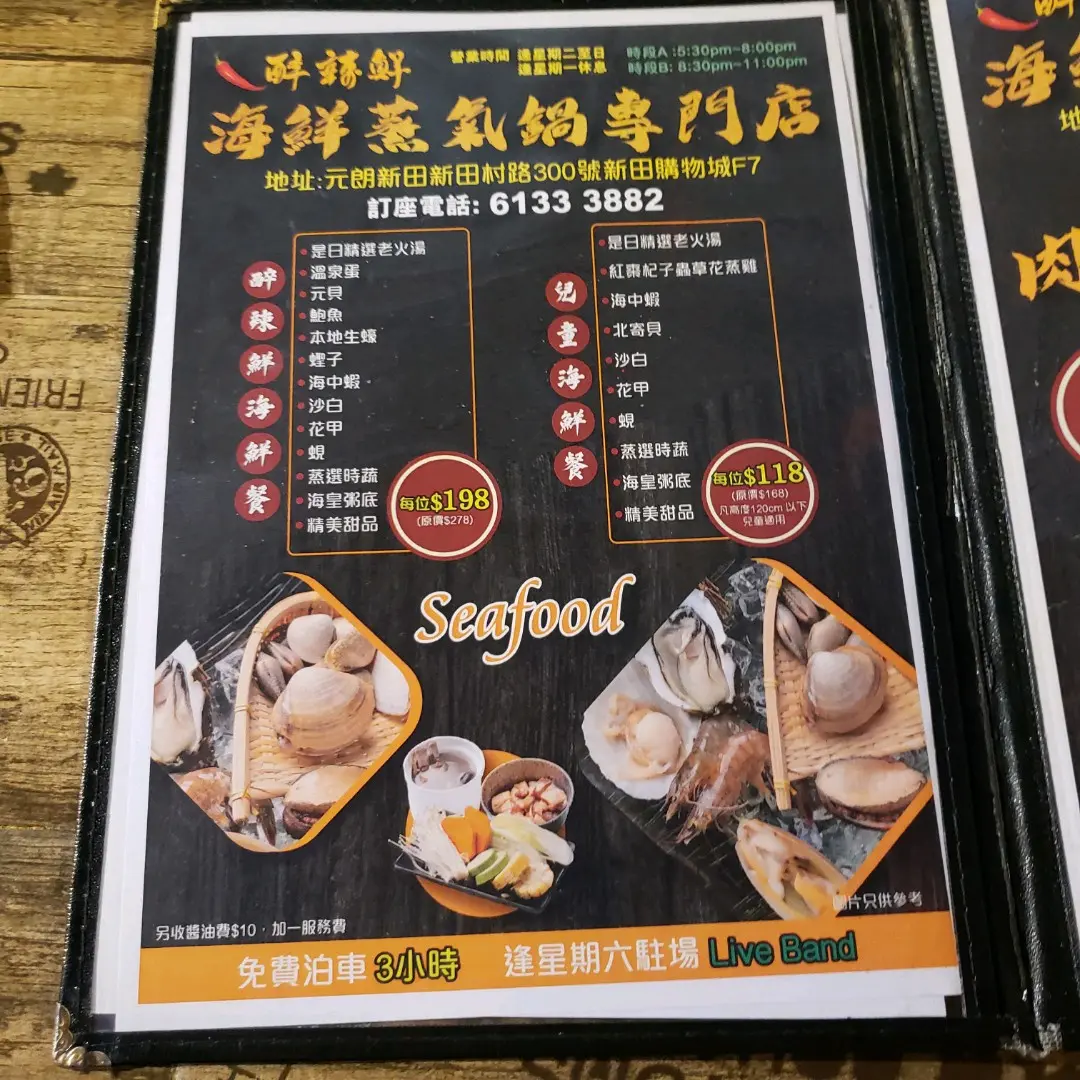 醉辣鮮
營業時間 逢星期二至日 時段A :5:30pm~8:00pm
逢星期一休息 時段B: 8:30pm~11:00pm
海鮮蒸氣鍋專門店
地址:元朗新田新田村路300號新田購物城F7
訂座電話: 6133 3882
醉辣鮮海鮮餐
•是日精選老火湯
•溫泉蛋
•元貝
•鮑魚
•本地生蠔
•蟶子
•海中蝦
•沙白
•花甲
•蜆
•蒸選時蔬
•海皇粥底
•精美甜品
每位$198
(原價$278)
兒童海鮮餐
•是日精選老火湯
•紅棗杞子蟲草花蒸雞
•海中蝦
•北寄貝
•沙白
•花甲
•蜆
•蒸選時蔬
•海皇粥底
•精美甜品
每位$118
(原價$168)
凡高度120cm 以下
兒童適用
Seafood
圖片只供參考
另收醬油費$10,加一服務費
免費泊車 3小時 逢星期六駐場 Live Band
海
地
肉
FRIEN